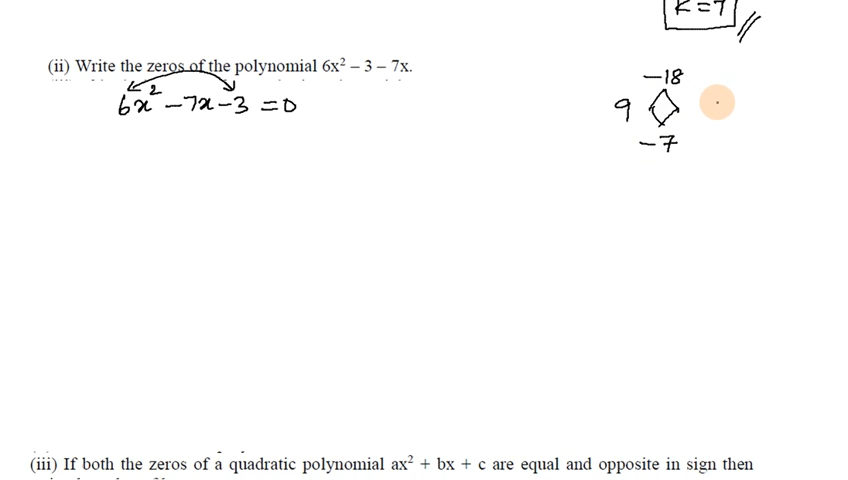 K = 7
(ii) Write the zeros of the polynomial 6x² – 3 – 7x.
6x² – 7x – 3 = 0
–18
9
–7
(iii) If both the zeros of a quadratic polynomial ax² + bx + c are equal and opposite in sign then